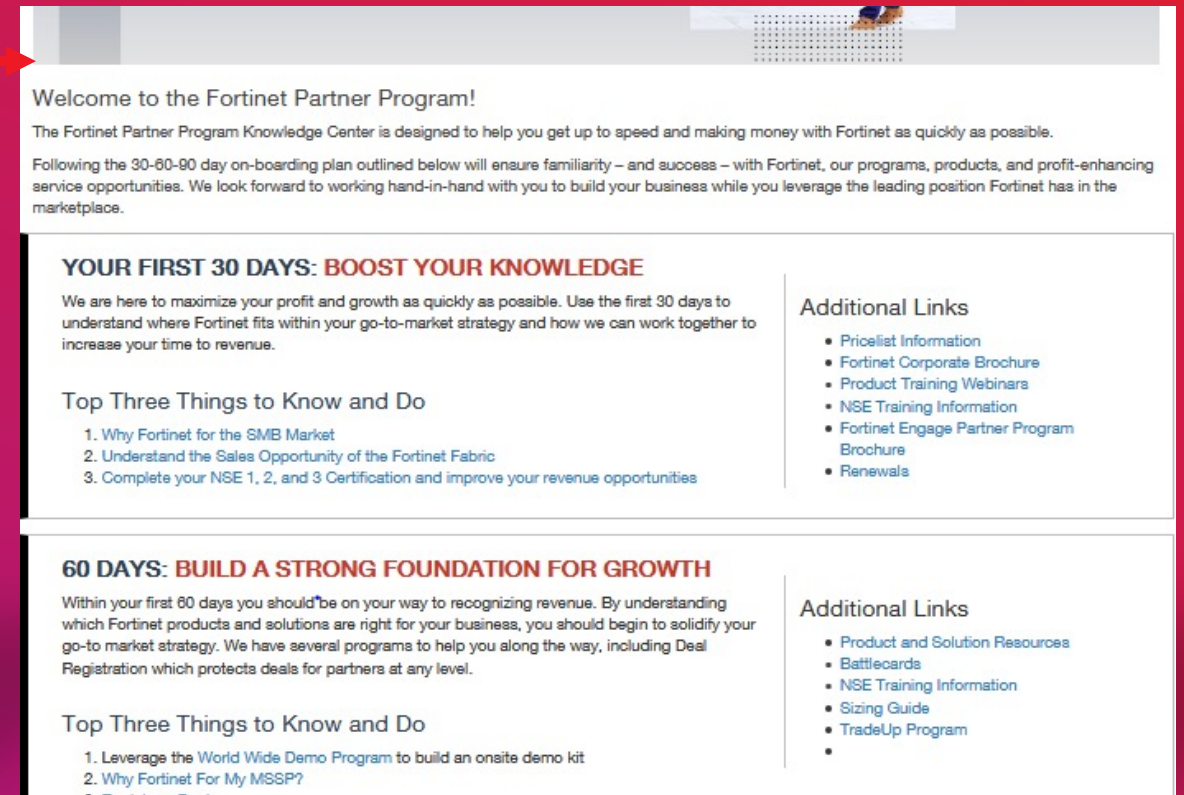 Welcome to the Fortinet Partner Program!
The Fortinet Partner Program Knowledge Center is designed to help you get up to speed and making money with Fortinet as quickly as possible.
Following the 30-60-90 day on-boarding plan outlined below will ensure familiarity – and success – with Fortinet, our programs, products, and profit-enhancing
service opportunities. We look forward to working hand-in-hand with you to build your business while you leverage the leading position Fortinet has in the
marketplace.
YOUR FIRST 30 DAYS: BOOST YOUR KNOWLEDGE
We are here to maximize your profit and growth as quickly as possible. Use the first 30 days to
understand where Fortinet fits within your go-to-market strategy and how we can work together to
increase your time to revenue.
Top Three Things to Know and Do
1. Why Fortinet for the SMB Market
2. Understand the Sales Opportunity of the Fortinet Fabric
3. Complete your NSE 1, 2, and 3 Certification and improve your revenue opportunities
Additional Links
• Pricelist Information
• Fortinet Corporate Brochure
• Product Training Webinars
• NSE Training Information
• Fortinet Engage Partner Program
Brochure
• Renewals
60 DAYS: BUILD A STRONG FOUNDATION FOR GROWTH
Within your first 60 days you should be on your way to recognizing revenue. By understanding
which Fortinet products and solutions are right for your business, you should begin to solidify your
go-to market strategy. We have several programs to help you along the way, including Deal
Registration which protects deals for partners at any level.
Top Three Things to Know and Do
1. Leverage the World Wide Demo Program to build an onsite demo kit
2. Why Fortinet For My MSSP?
Additional Links
• Product and Solution Resources
• Battlecards
• NSE Training Information
• Sizing Guide
• TradeUp Program
•